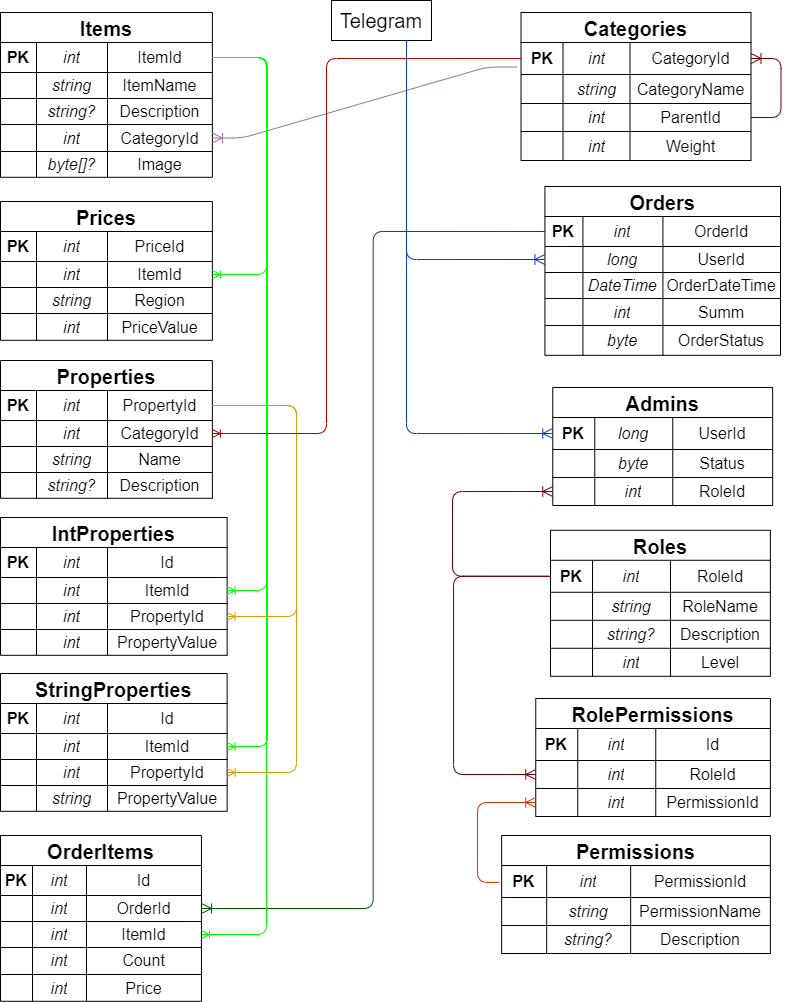 Telegram
Items
PK int ItemId
string ItemName
string? Description
int CategoryId
byte[]? Image
Prices
PK int PriceId
int ItemId
string Region
int PriceValue
Properties
PK int PropertyId
int CategoryId
string Name
string? Description
IntProperties
PK int Id
int ItemId
int PropertyId
int PropertyValue
StringProperties
PK int Id
int ItemId
int PropertyId
string PropertyValue
OrderItems
PK int Id
int OrderId
int ItemId
int Count
int Price
Categories
PK int CategoryId
string CategoryName
int ParentId
int Weight
Orders
PK int OrderId
long UserId
DateTime OrderDateTime
int Summ
byte OrderStatus
Admins
PK long UserId
byte Status
int RoleId
Roles
PK int RoleId
string RoleName
string? Description
int Level
RolePermissions
PK int Id
int RoleId
int PermissionId
Permissions
PK int PermissionId
string PermissionName
string? Description